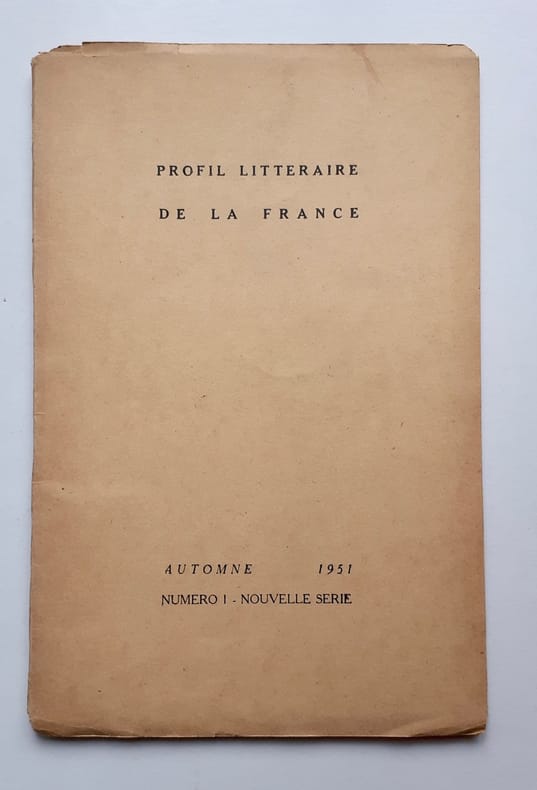 PROFIL LITTERAIRE
DE LA FRANCE
AUTOMNE 1951
NUMERO I - NOUVELLE SERIE